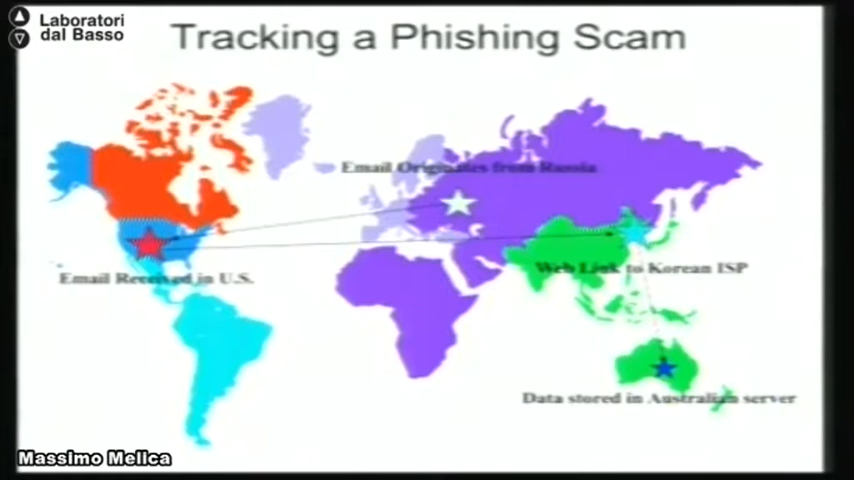 Laboratori
dal Basso
Tracking a Phishing Scam
Email Originates from Russia
Email Received in U.S.
Web Link to Korean ISP
Data stored in Australian server
Massimo Melica